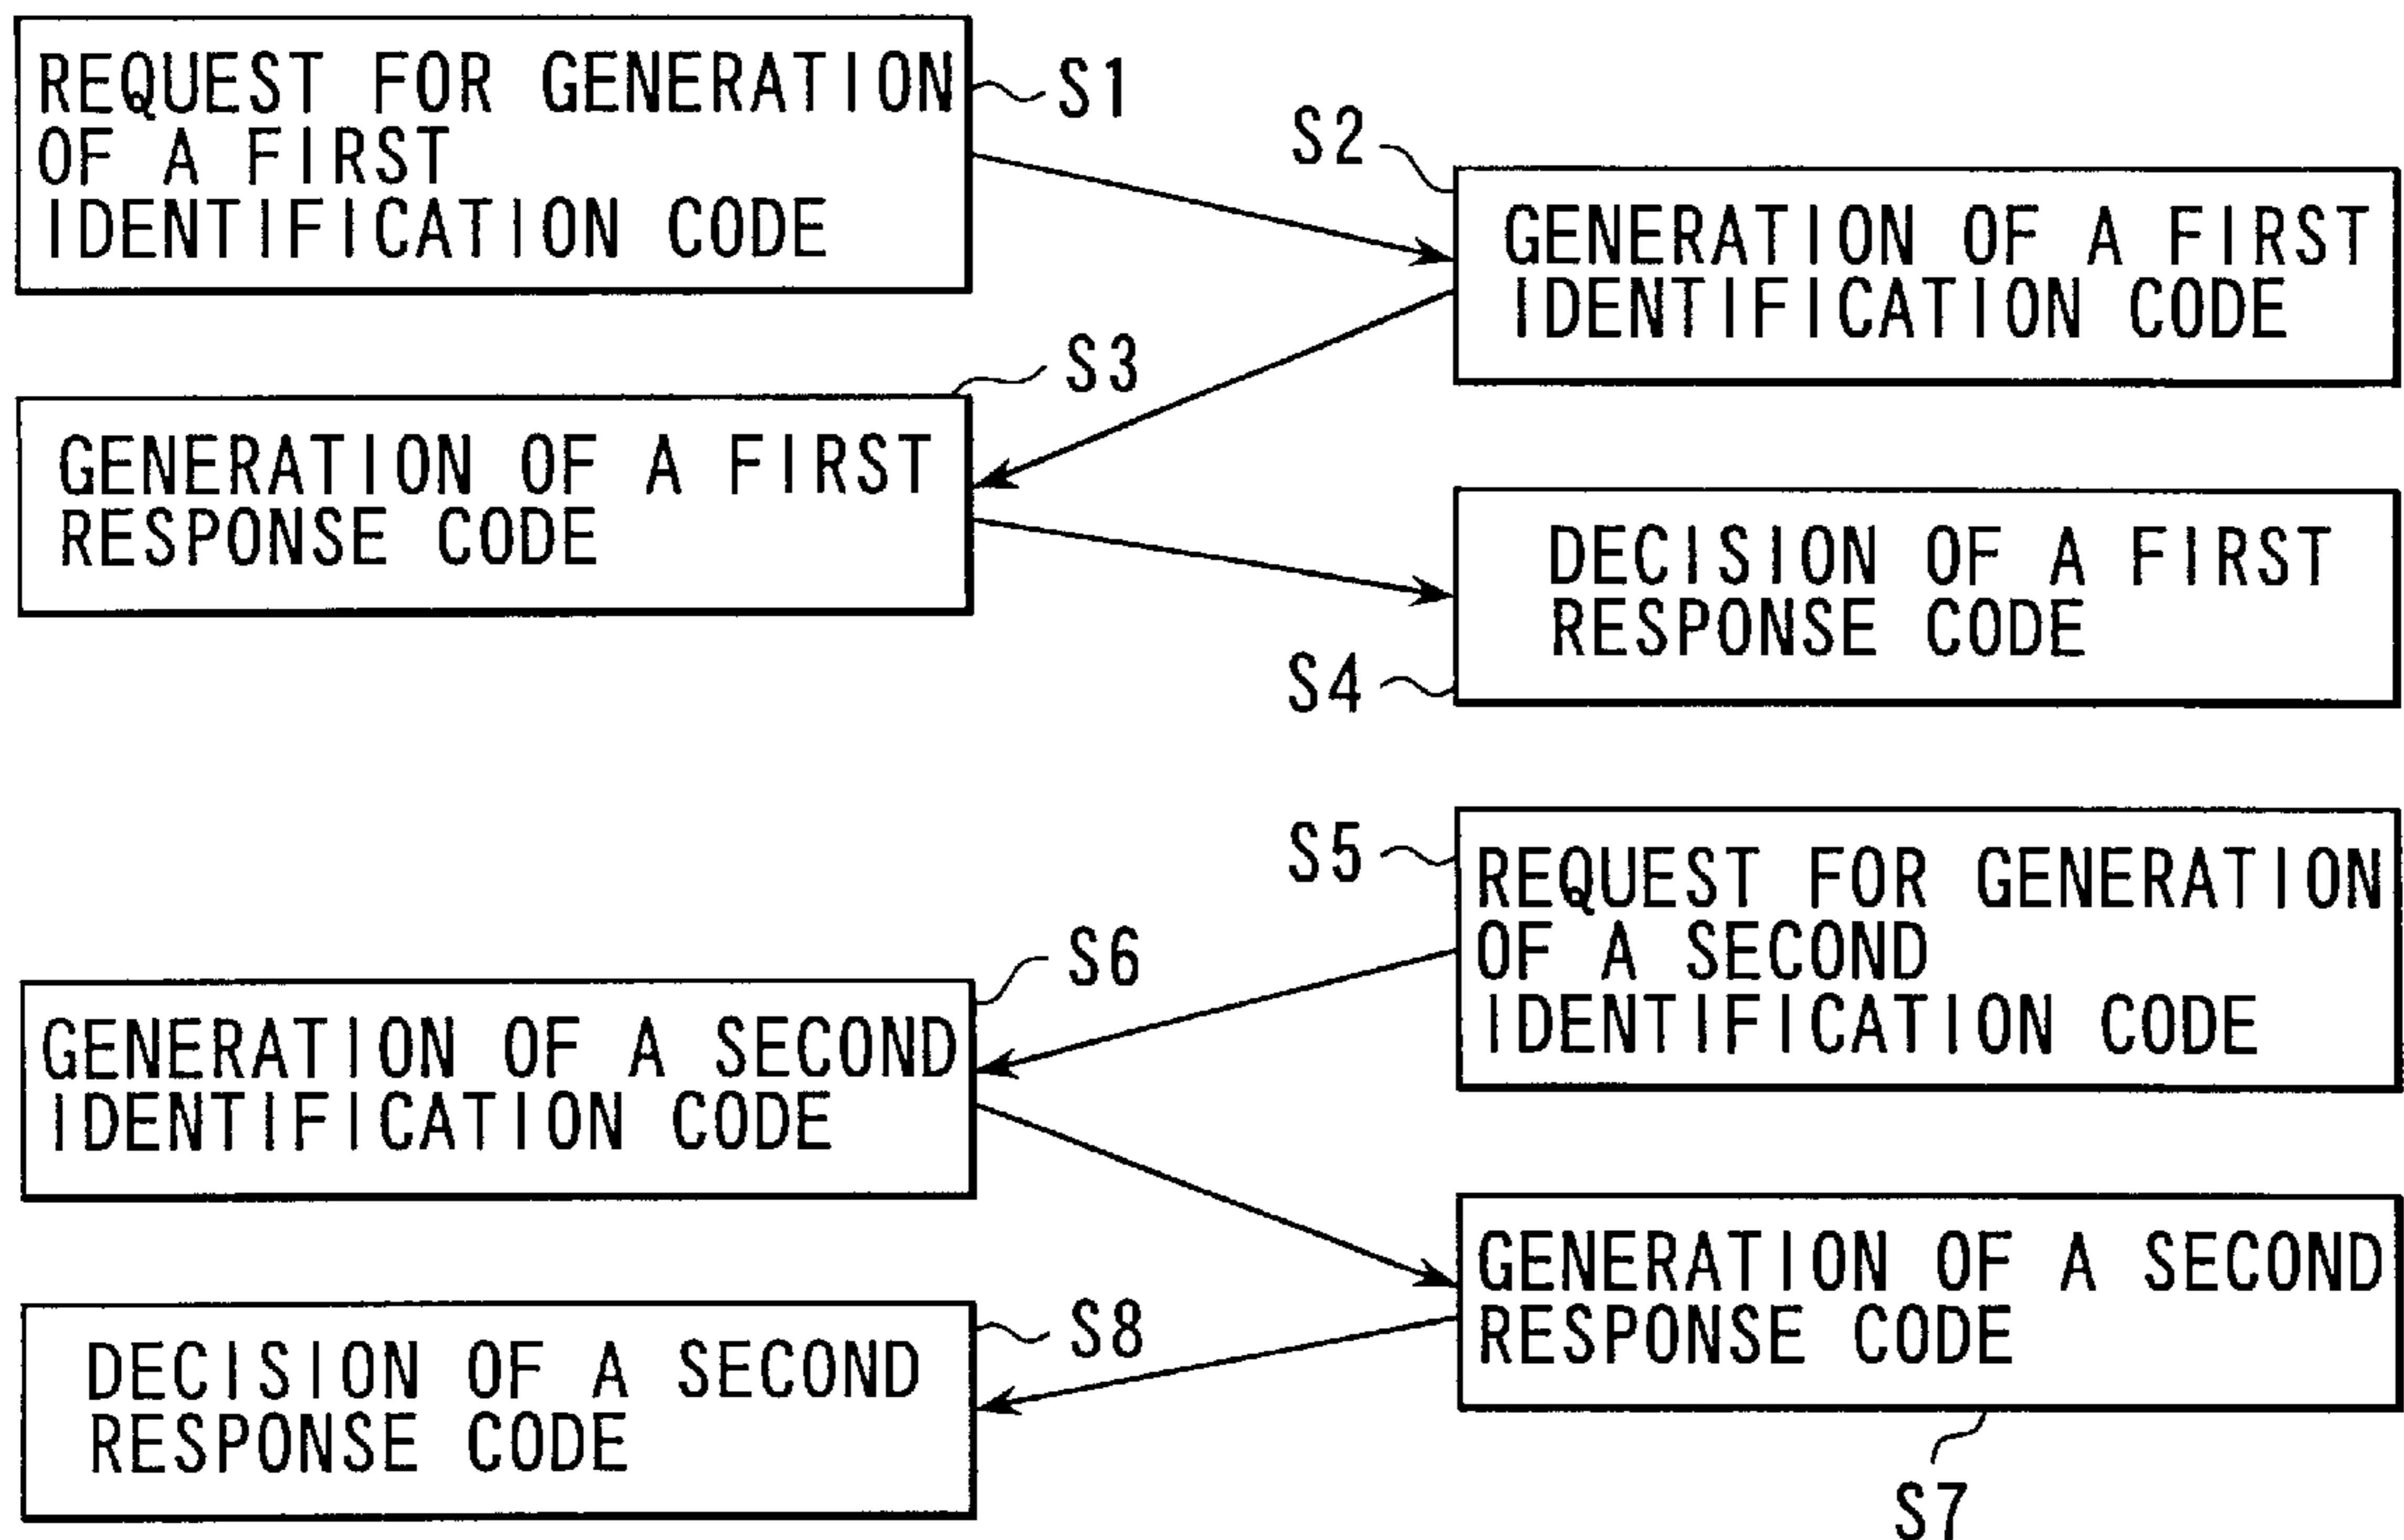 REQUEST FOR GENERATION
OF A FIRST
IDENTIFICATION CODE
S1
S2
GENERATION OF A FIRST
IDENTIFICATION CODE
S3
GENERATION OF A FIRST
RESPONSE CODE
DECISION OF A FIRST
RESPONSE CODE
S4
S5
REQUEST FOR GENERATION
OF A SECOND
IDENTIFICATION CODE
S6
GENERATION OF A SECOND
IDENTIFICATION CODE
GENERATION OF A SECOND
RESPONSE CODE
S7
S8
DECISION OF A SECOND
RESPONSE CODE